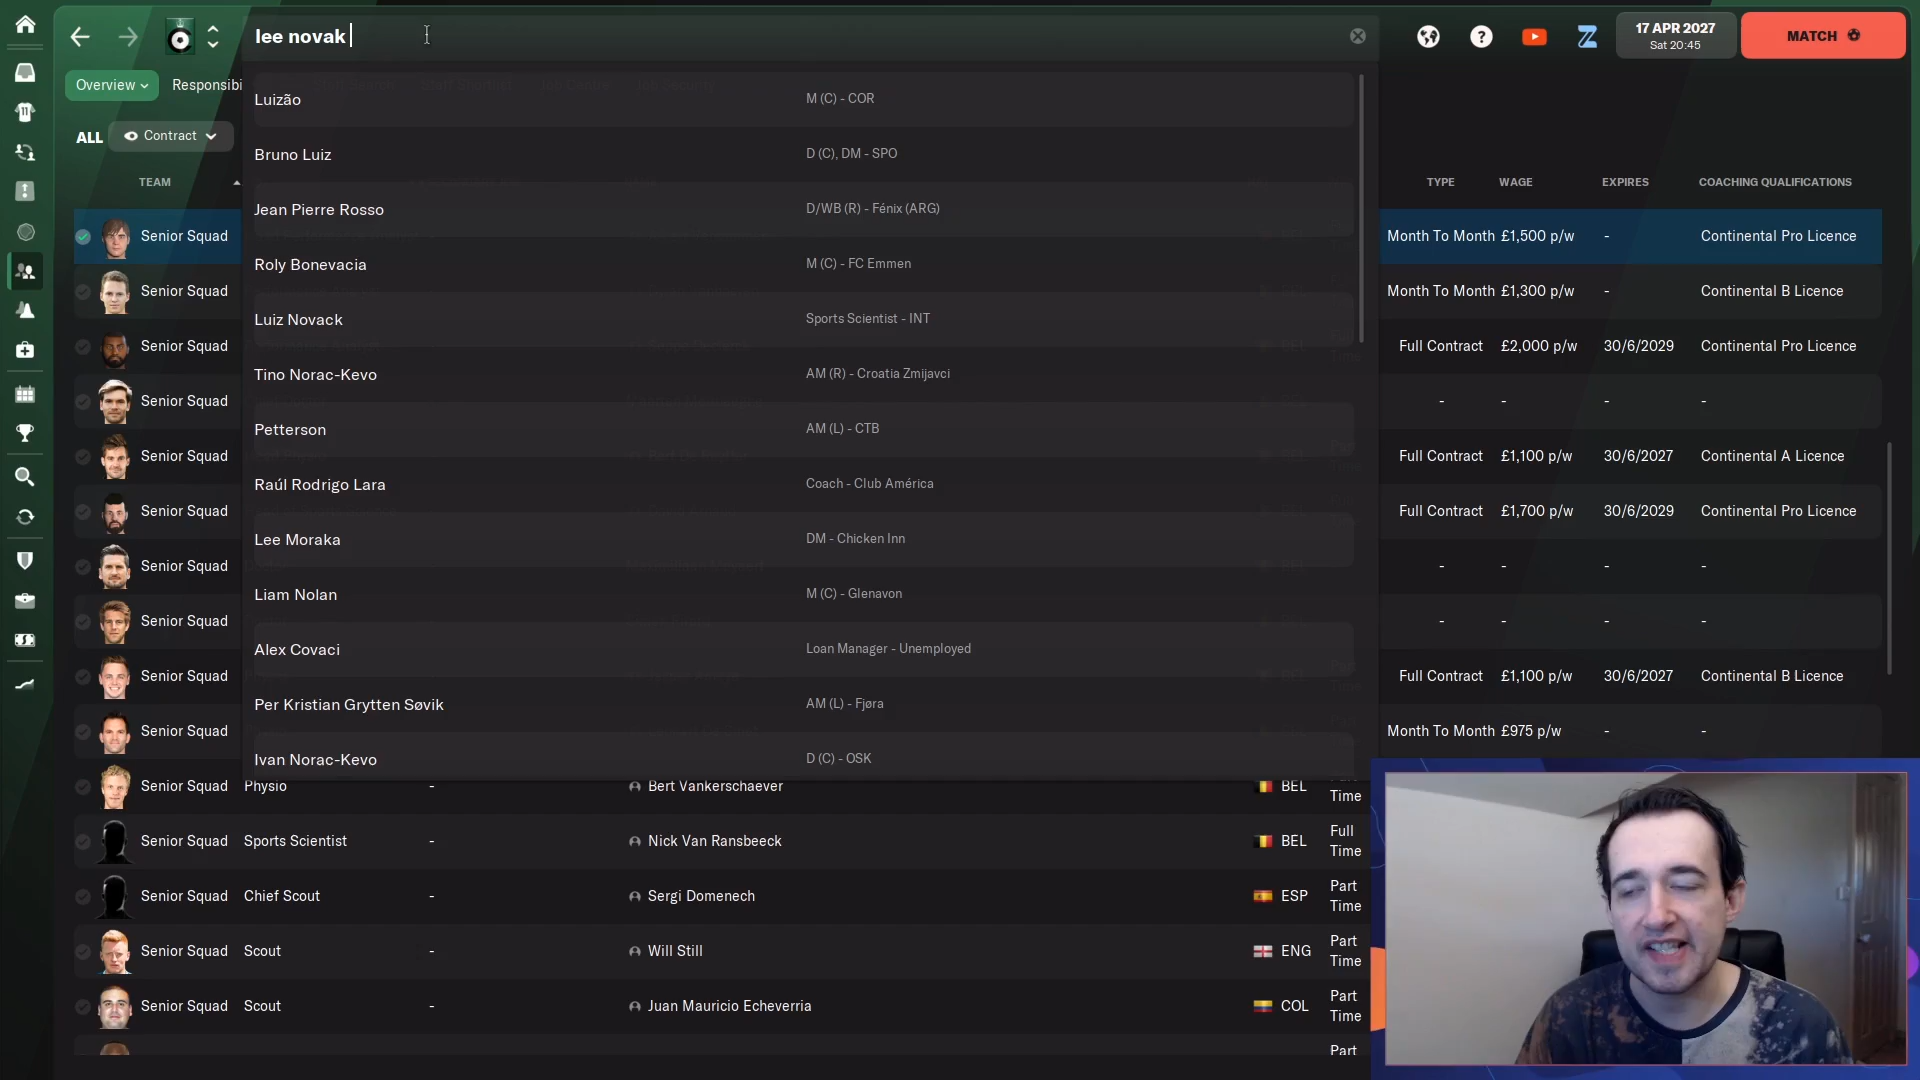 lee novak
17 APR 2027
Sat 20:45
MATCH
Overview
Responsibi
ALL
Contract
TEAM
TYPE
WAGE
EXPIRES
COACHING QUALIFICATIONS
Luizão
M (C) - COR
Bruno Luiz
D (C), DM - SPO
Jean Pierre Rosso
D/WB (R) - Fénix (ARG)
Roly Bonevacia
M (C) - FC Emmen
Luiz Novack
Sports Scientist - INT
Tino Norac-Kevo
AM (R) - Croatia Zmijavci
Petterson
AM (L) - CTB
Raúl Rodrigo Lara
Coach - Club América
Lee Moraka
DM - Chicken Inn
Liam Nolan
M (C) - Glenavon
Alex Covaci
Loan Manager - Unemployed
Per Kristian Grytten Søvik
AM (L) - Fjøra
Ivan Norac-Kevo
D (C) - OSK
Senior Squad
Month To Month £1,500 p/w - Continental Pro Licence
Senior Squad
Month To Month £1,300 p/w - Continental B Licence
Senior Squad
Full Contract £2,000 p/w 30/6/2029 Continental Pro Licence
Senior Squad
- - - -
Senior Squad
Full Contract £1,100 p/w 30/6/2027 Continental A Licence
Senior Squad
Full Contract £1,700 p/w 30/6/2029 Continental Pro Licence
Senior Squad
- - - -
Senior Squad
- - - -
Senior Squad
Full Contract £1,100 p/w 30/6/2027 Continental B Licence
Senior Squad
Month To Month £975 p/w - -
Senior Squad Physio - Bert Vankerschaever BEL Time
Senior Squad Sports Scientist - Nick Van Ransbeeck BEL Full Time
Senior Squad Chief Scout - Sergi Domenech ESP Part Time
Senior Squad Scout - Will Still ENG Part Time
Senior Squad Scout - Juan Mauricio Echeverria COL Part Time
Part